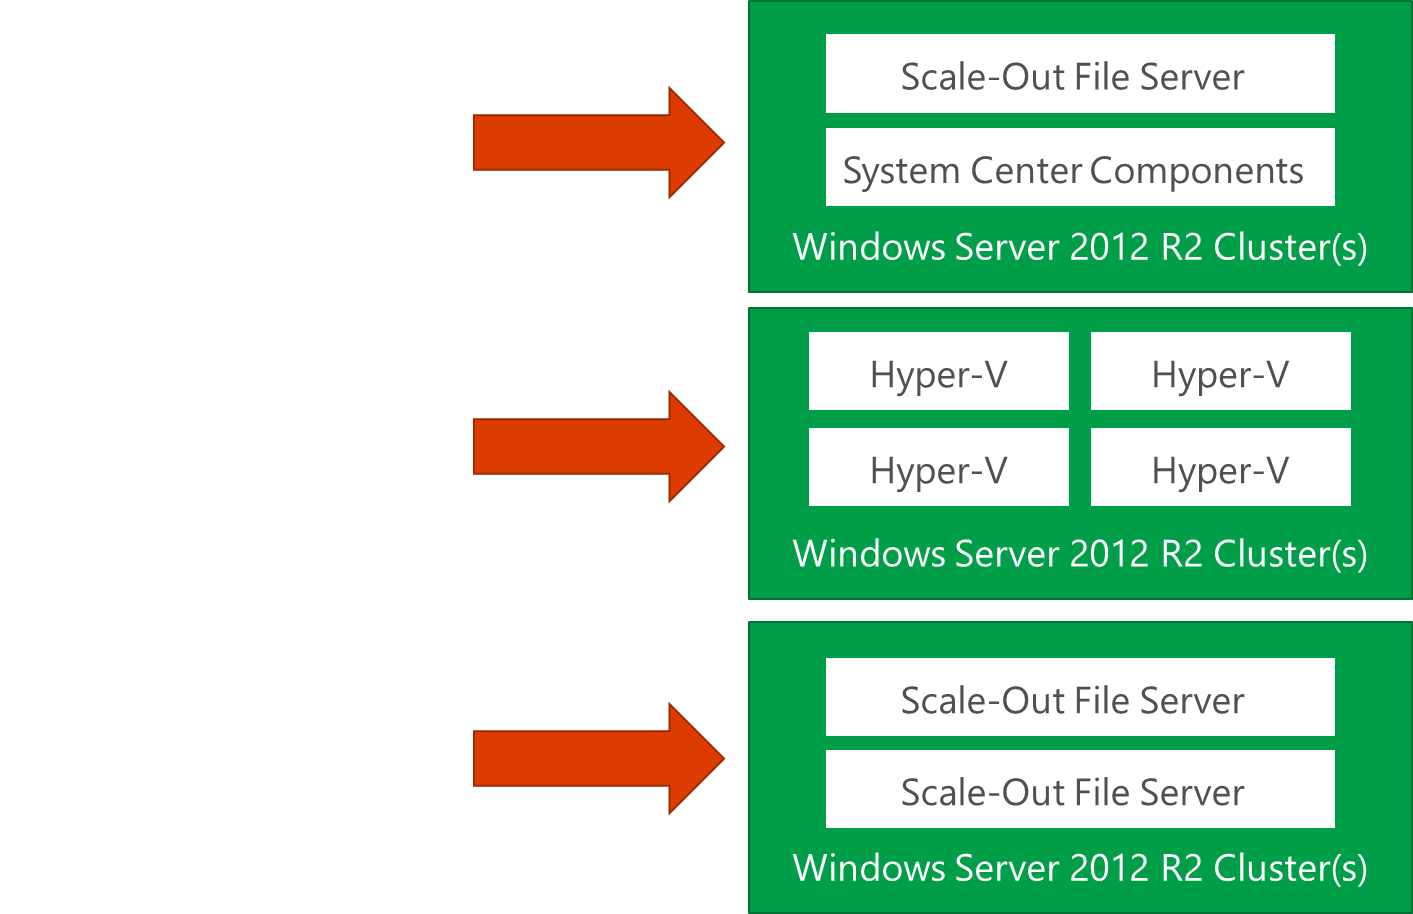 Scale-Out File Server
System Center Components
Windows Server 2012 R2 Cluster(s)
Hyper-V Hyper-V
Hyper-V Hyper-V
Windows Server 2012 R2 Cluster(s)
Scale-Out File Server
Scale-Out File Server
Windows Server 2012 R2 Cluster(s)